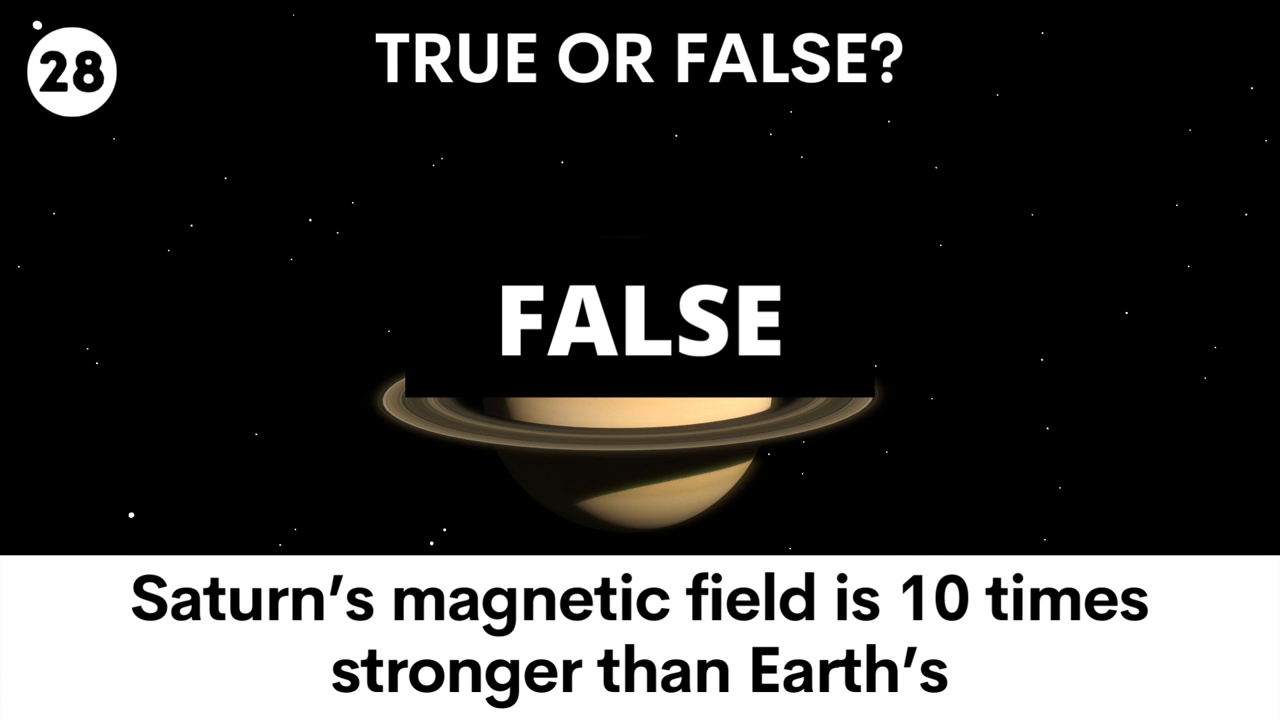 28
TRUE OR FALSE?
FALSE
Saturn’s magnetic field is 10 times
stronger than Earth’s